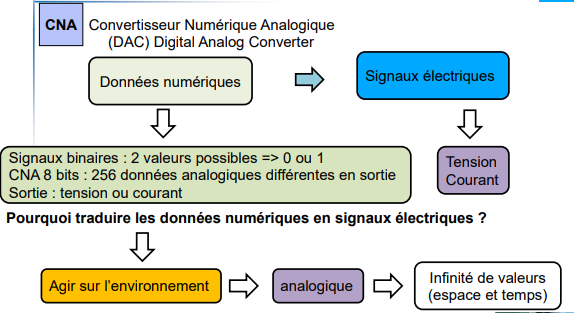 CNA
Convertisseur Numérique Analogique
(DAC) Digital Analog Converter
Données numériques
Signaux électriques
Signaux binaires : 2 valeurs possibles => 0 ou 1
CNA 8 bits : 256 données analogiques différentes en sortie
Sortie : tension ou courant
Tension
Courant
Pourquoi traduire les données numériques en signaux électriques ?
Agir sur l'environnement
analogique
Infinité de valeurs
(espace et temps)